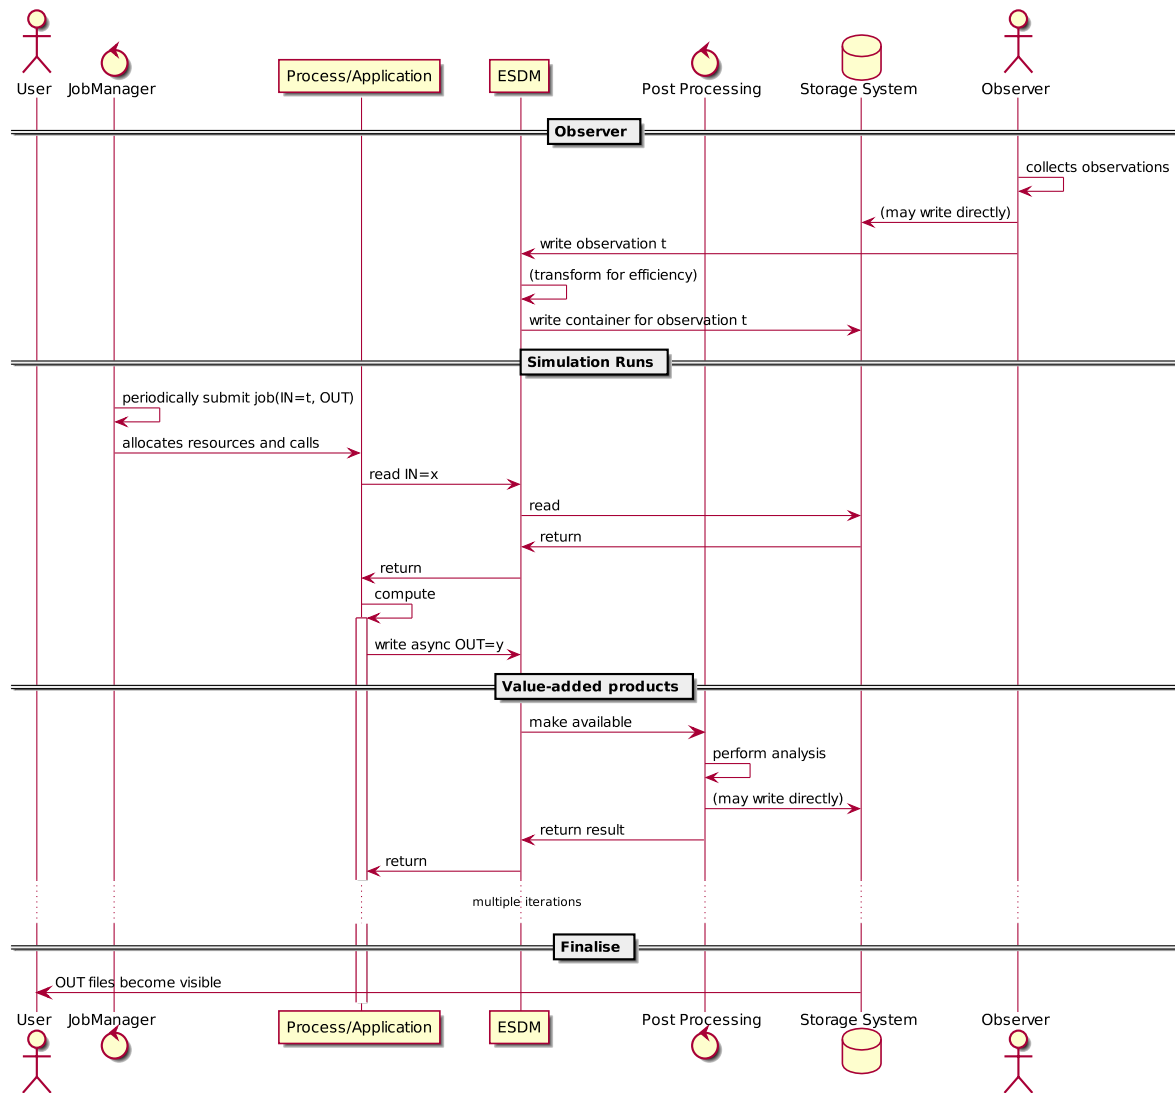 User
JobManager
Process/Application
ESDM
Post Processing
Storage System
Observer
Observer
collects observations
(may write directly)
write observation t
(transform for efficiency)
write container for observation t
Simulation Runs
periodically submit job(IN=t, OUT)
allocates resources and calls
read IN=x
read
return
return
compute
write async OUT=y
Value-added products
make available
perform analysis
(may write directly)
return result
return
multiple iterations
Finalise
OUT files become visible
User
JobManager
Process/Application
ESDM
Post Processing
Storage System
Observer